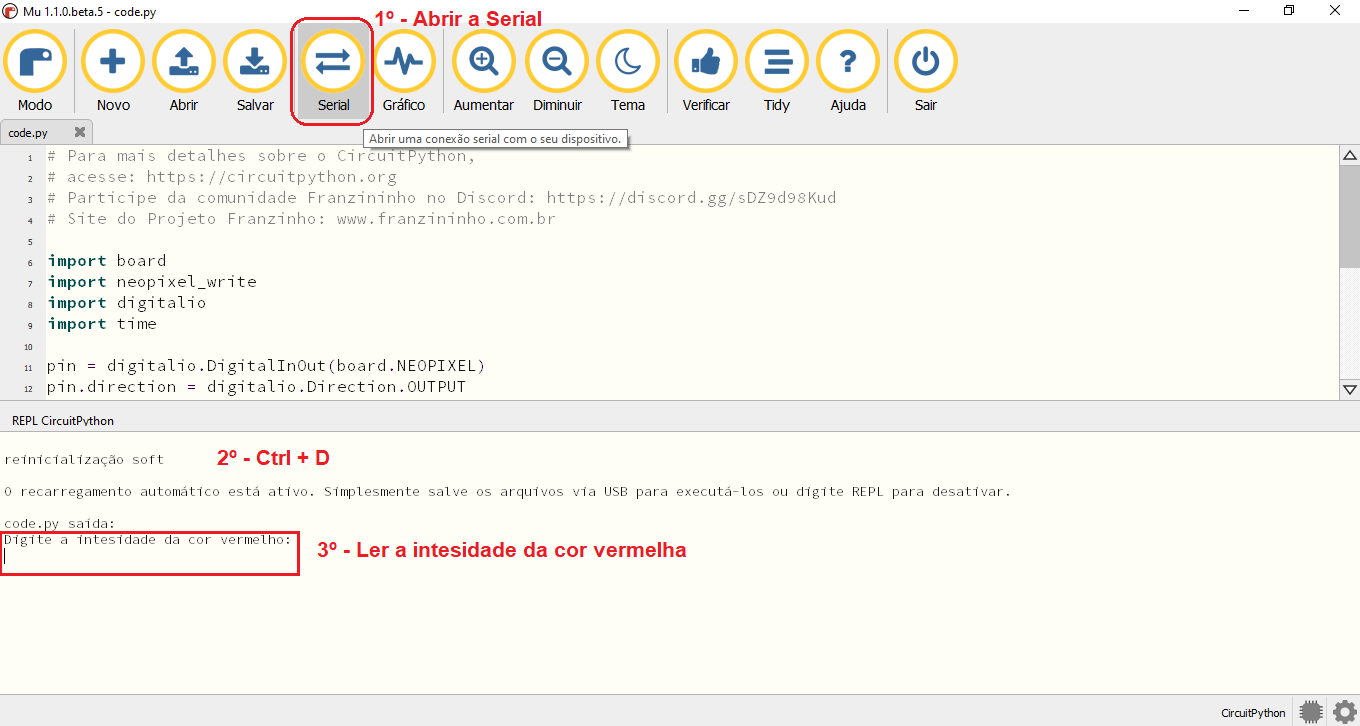 Mu 1.1.0.beta.5 - code.py
1º - Abrir a Serial
Modo
Novo
Abrir
Salvar
Serial
Gráfico
Aumentar
Diminuir
Tema
Verificar
Tidy
Ajuda
Sair
code.py
Abrir uma conexão serial com o seu dispositivo.
1 # Para mais detalhes sobre o CircuitPython,
2 # acesse: https://circuitpython.org
3 # Participe da comunidade Franzininho no Discord: https://discord.gg/sDZ9d98Kud
4 # Site do Projeto Franzinho: www.franzininho.com.br
5
6 import board
7 import neopixel_write
8 import digitalio
9 import time
10
11 pin = digitalio.DigitalInOut(board.NEOPIXEL)
12 pin.direction = digitalio.Direction.OUTPUT
REPL CircuitPython
reinicialização soft
2º - Ctrl + D
O recarregamento automático está ativo. Simplesmente salve os arquivos via USB para executá-los ou digite REPL para desativar.
code.py saída:
Digite a intesidade da cor vermelho:
3º - Ler a intesidade da cor vermelha
CircuitPython